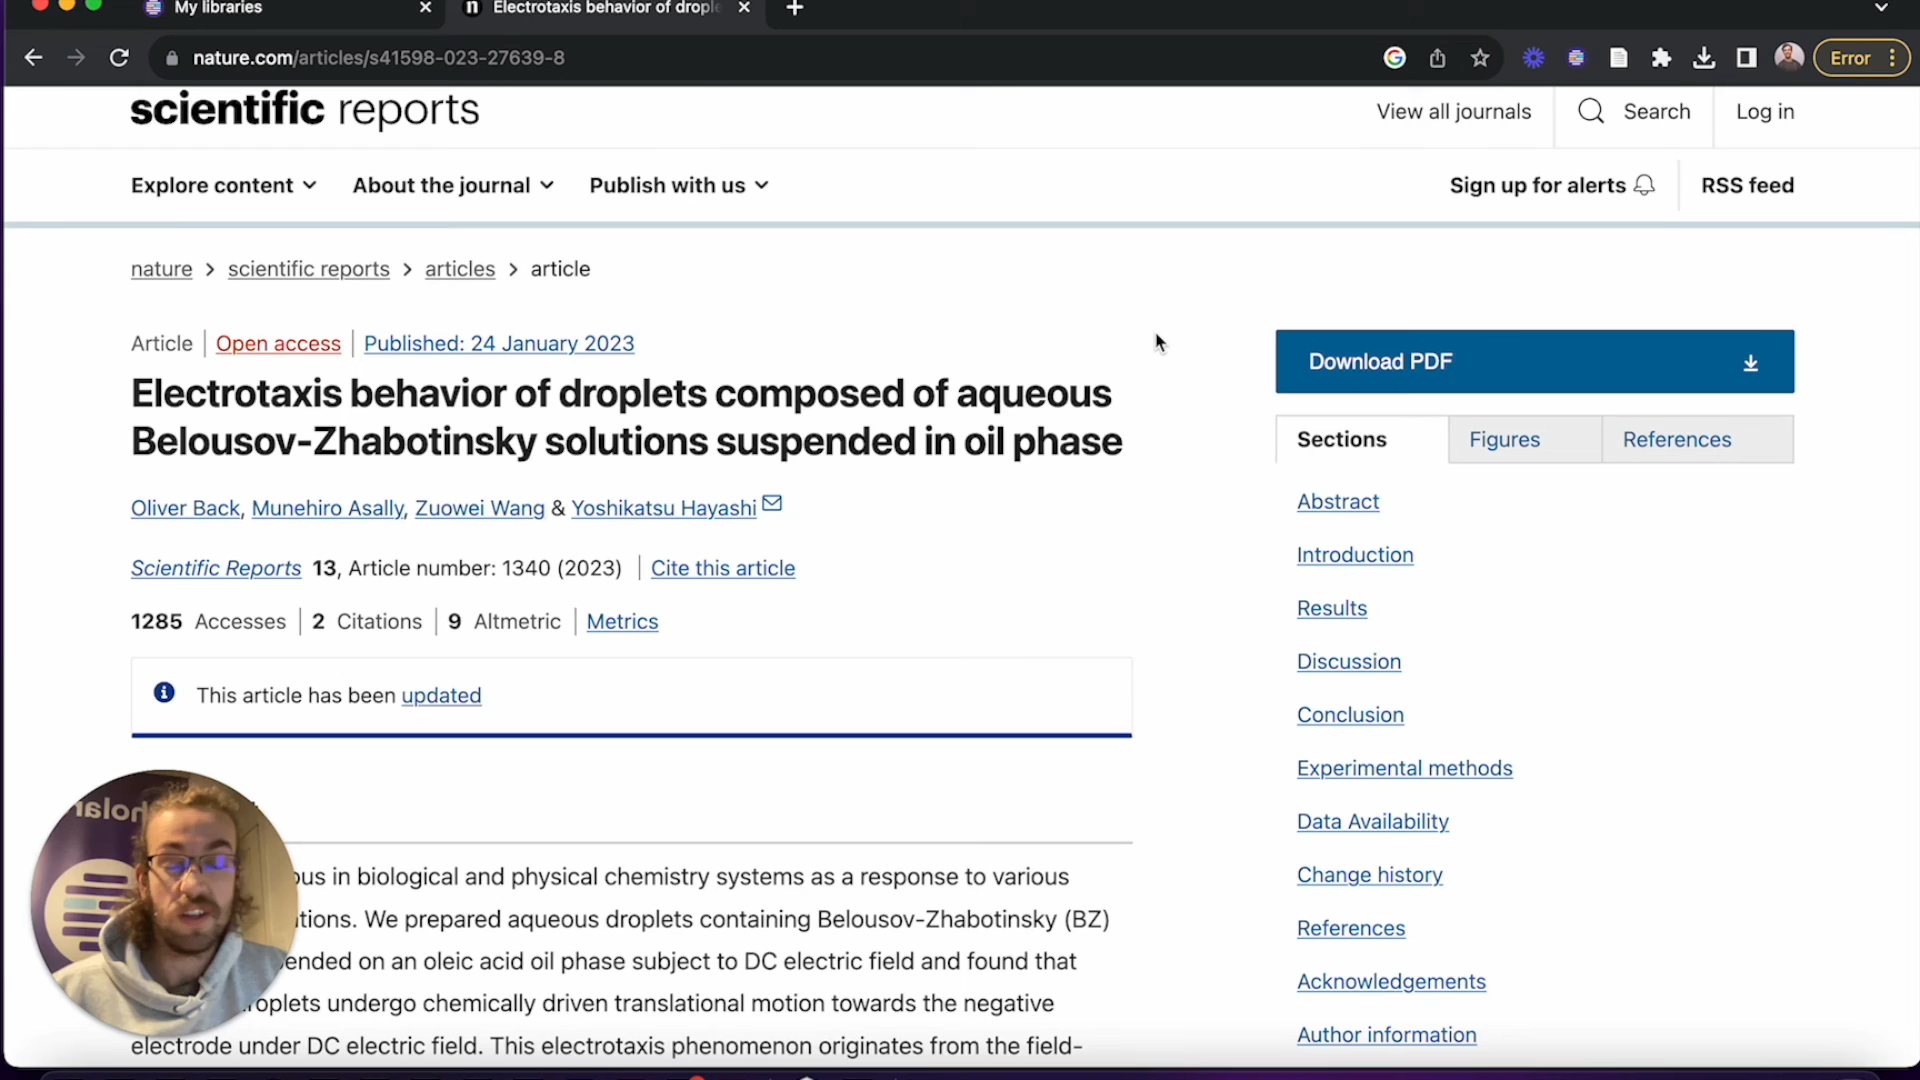 My libraries
Electrotaxis behavior of drople
nature.com/articles/s41598-023-27639-8
Error
scientific reports
View all journals
Search
Log in
Explore content
About the journal
Publish with us
Sign up for alerts
RSS feed
nature > scientific reports > articles > article
Article | Open access | Published: 24 January 2023
Electrotaxis behavior of droplets composed of aqueous
Belousov-Zhabotinsky solutions suspended in oil phase
Oliver Back, Munehiro Asally, Zuowei Wang & Yoshikatsu Hayashi
Scientific Reports 13, Article number: 1340 (2023) | Cite this article
1285 Accesses | 2 Citations | 9 Altmetric | Metrics
This article has been updated
ous in biological and physical chemistry systems as a response to various
tions. We prepared aqueous droplets containing Belousov-Zhabotinsky (BZ)
ended on an oleic acid oil phase subject to DC electric field and found that
roplets undergo chemically driven translational motion towards the negative
electrode under DC electric field. This electrotaxis phenomenon originates from the field-
Download PDF
Sections
Figures
References
Abstract
Introduction
Results
Discussion
Conclusion
Experimental methods
Data Availability
Change history
References
Acknowledgements
Author information